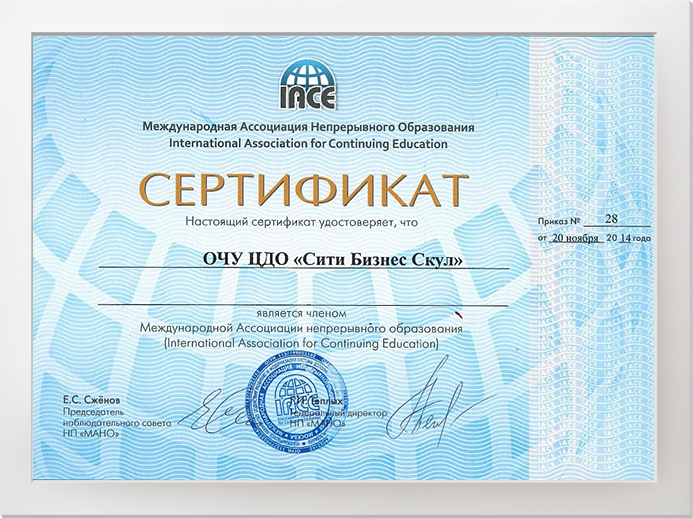 IACE
Международная Ассоциация Непрерывного Образования
International Association for Continuing Education
СЕРТИФИКАТ
Настоящий сертификат удостоверяет, что
Приказ № 28
от 20 ноября 2014 года
ОЧУ ЦДО «Сити Бизнес Скул»
является членом
Международной Ассоциации непрерывного образования
(International Association for Continuing Education)
Е.С. Сжёнов
Председатель
наблюдательного совета
НП «МАНО»
Теплых
Генеральный директор
НП «МАНО»
IACE